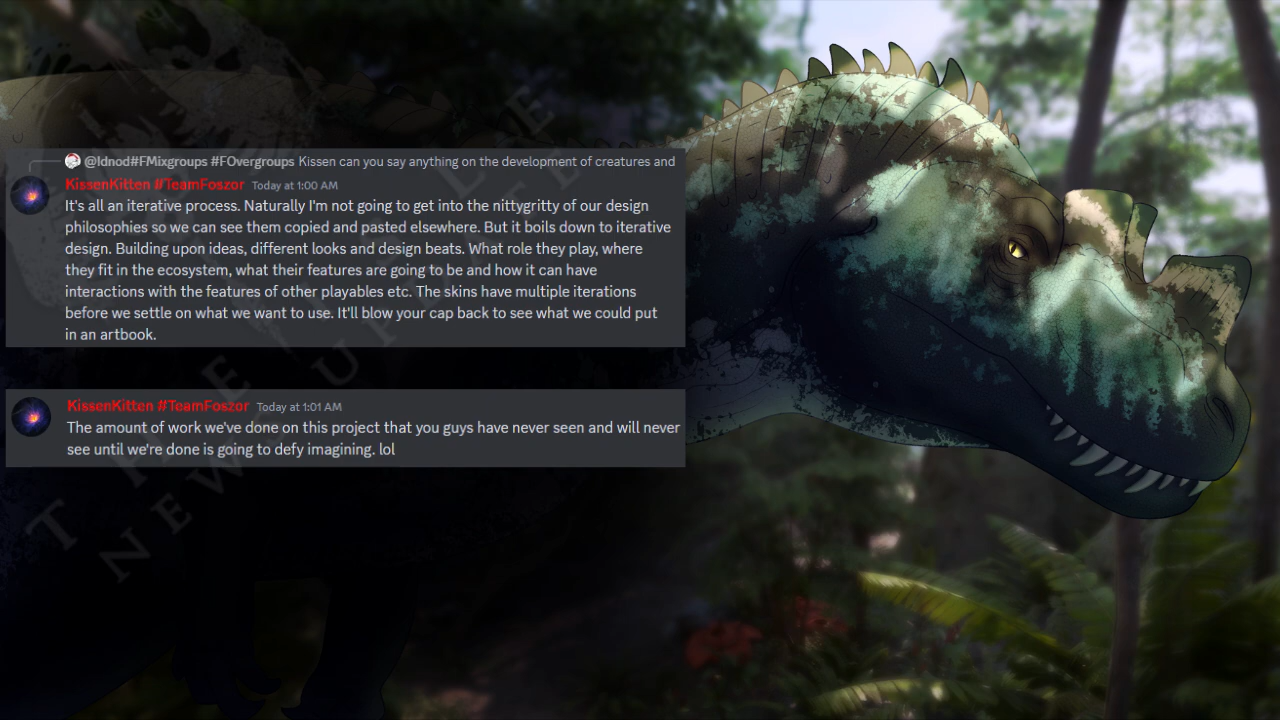 @Idnod#FMixgroups #FOvergroups Kissen can you say anything on the development of creatures and
KissenKitten #TeamFoszor Today at 1:00 AM
It's all an iterative process. Naturally I'm not going to get into the nittygritty of our design
philosophies so we can see them copied and pasted elsewhere. But it boils down to iterative
design. Building upon ideas, different looks and design beats. What role they play, where
they fit in the ecosystem, what their features are going to be and how it can have
interactions with the features of other playables etc. The skins have multiple iterations
before we settle on what we want to use. It'll blow your cap back to see what we could put
in an artbook.
KissenKitten #TeamFoszor Today at 1:01 AM
The amount of work we've done on this project that you guys have never seen and will never
see until we're done is going to defy imagining. lol
THE ISLE
NEWS UPDATE